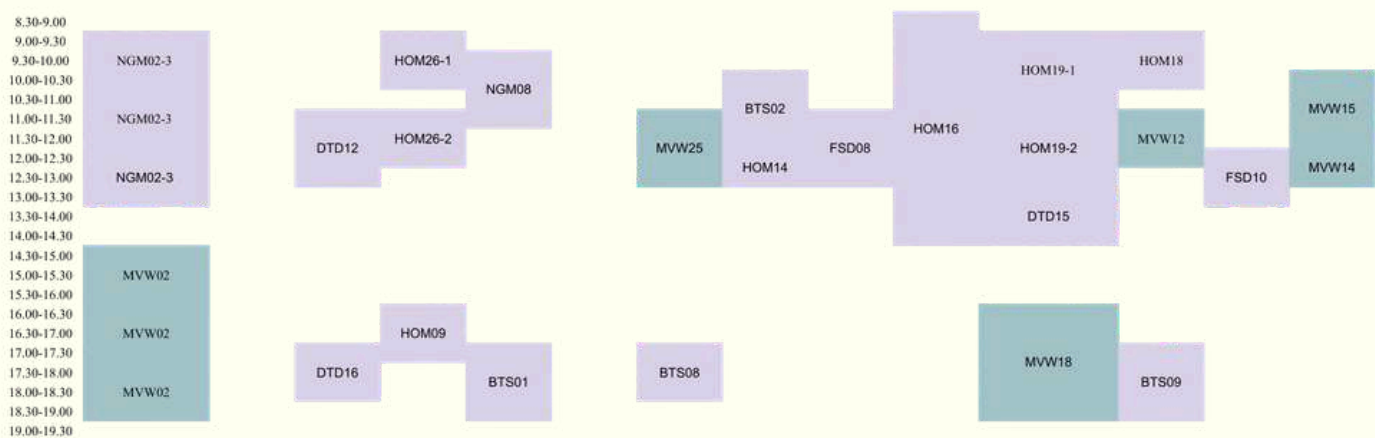 8.30-9.00
9.00-9.30
9.30-10.00 NGM02-3 HOM26-1 HOM19-1 HOM18
10.00-10.30 NGM08
10.30-11.00 BTS02 MVW15
11.00-11.30 NGM02-3 HOM16
11.30-12.00 DTD12 HOM26-2 MVW25 FSD08 HOM19-2 MVW12
12.00-12.30 HOM14 MVW14
12.30-13.00 NGM02-3 FSD10
13.00-13.30
13.30-14.00 DTD15
14.00-14.30
14.30-15.00
15.00-15.30 MVW02
15.30-16.00
16.00-16.30
16.30-17.00 MVW02 HOM09
17.00-17.30
17.30-18.00 DTD16 BTS01 BTS08 MVW18 BTS09
18.00-18.30 MVW02
18.30-19.00
19.00-19.30